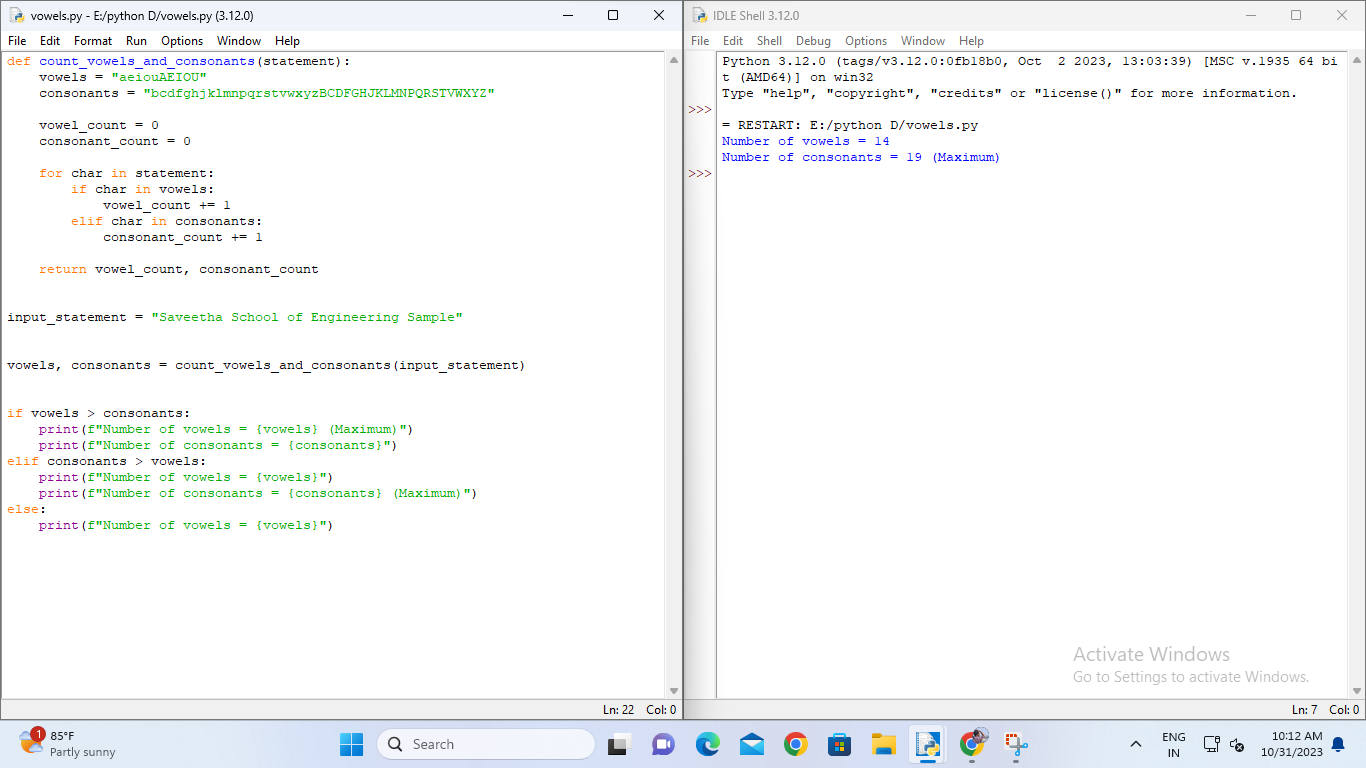 vowels.py - E:/python D/vowels.py (3.12.0)
File Edit Format Run Options Window Help
def count_vowels_and_consonants(statement):
    vowels = "aeiouAEIOU"
    consonants = "bcdfghjklmnpqrstvwxyzBCDFGHJKLMNPQRSTVWXYZ"

    vowel_count = 0
    consonant_count = 0

    for char in statement:
        if char in vowels:
            vowel_count += 1
        elif char in consonants:
            consonant_count += 1

    return vowel_count, consonant_count


input_statement = "Saveetha School of Engineering Sample"


vowels, consonants = count_vowels_and_consonants(input_statement)


if vowels > consonants:
    print(f"Number of vowels = {vowels} (Maximum)")
    print(f"Number of consonants = {consonants}")
elif consonants > vowels:
    print(f"Number of vowels = {vowels}")
    print(f"Number of consonants = {consonants} (Maximum)")
else:
    print(f"Number of vowels = {vowels}")
Ln: 22 Col: 0
IDLE Shell 3.12.0
File Edit Shell Debug Options Window Help
Python 3.12.0 (tags/v3.12.0:0fb18b0, Oct  2 2023, 13:03:39) [MSC v.1935 64 bi
t (AMD64)] on win32
Type "help", "copyright", "credits" or "license()" for more information.
>>>
= RESTART: E:/python D/vowels.py
Number of vowels = 14
Number of consonants = 19 (Maximum)
>>>
Activate Windows
Go to Settings to activate Windows.
Ln: 7 Col: 0
1
85°F
Partly sunny
Search
ENG
IN
10:12 AM
10/31/2023